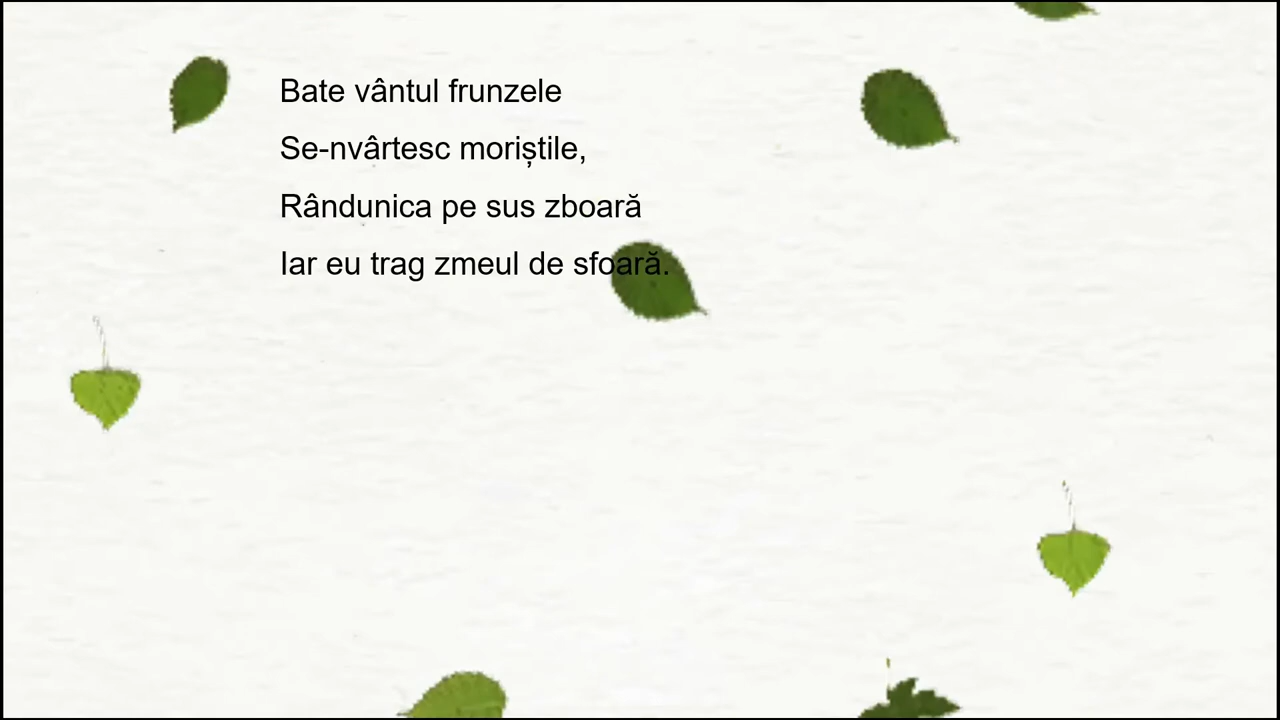 Bate vântul frunzele
Se-nvârtesc moriștile,
Rândunica pe sus zboară
Iar eu trag zmeul de sfoară.